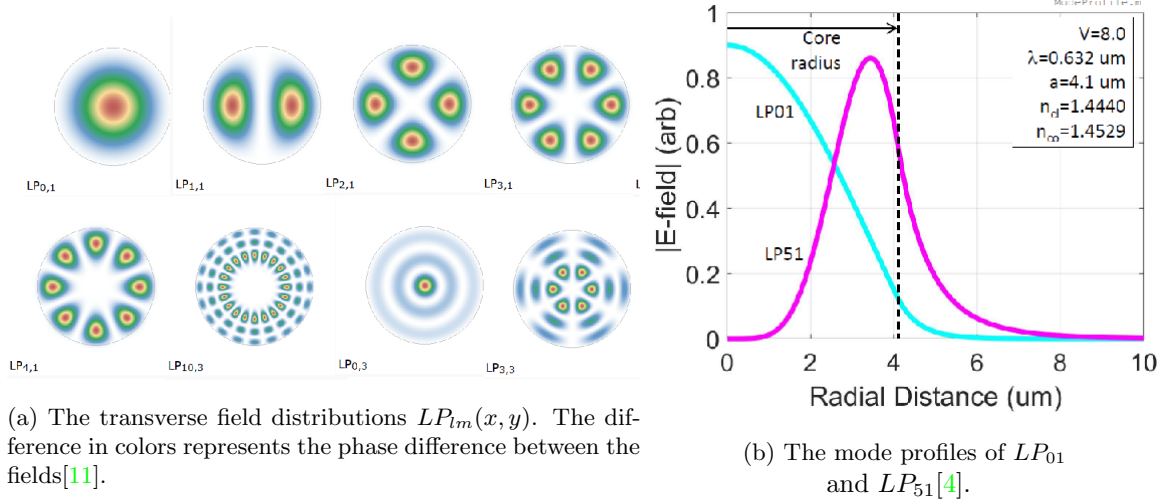 LP0,1
LP1,1
LP2,1
LP3,1
LP4,1
LP10,3
LP0,3
LP3,3
(a) The transverse field distributions LPlm(x, y). The dif-
ference in colors represents the phase difference between the
fields[11].
ModeProfile.m
|E-field| (arb)
1
0.8
0.6
0.4
0.2
0
0
2
4
6
8
10
Radial Distance (um)
Core
radius
LP01
LP51
V=8.0
λ=0.632 um
a=4.1 um
ncl=1.4440
nco=1.4529
(b) The mode profiles of LP01
and LP51[4].